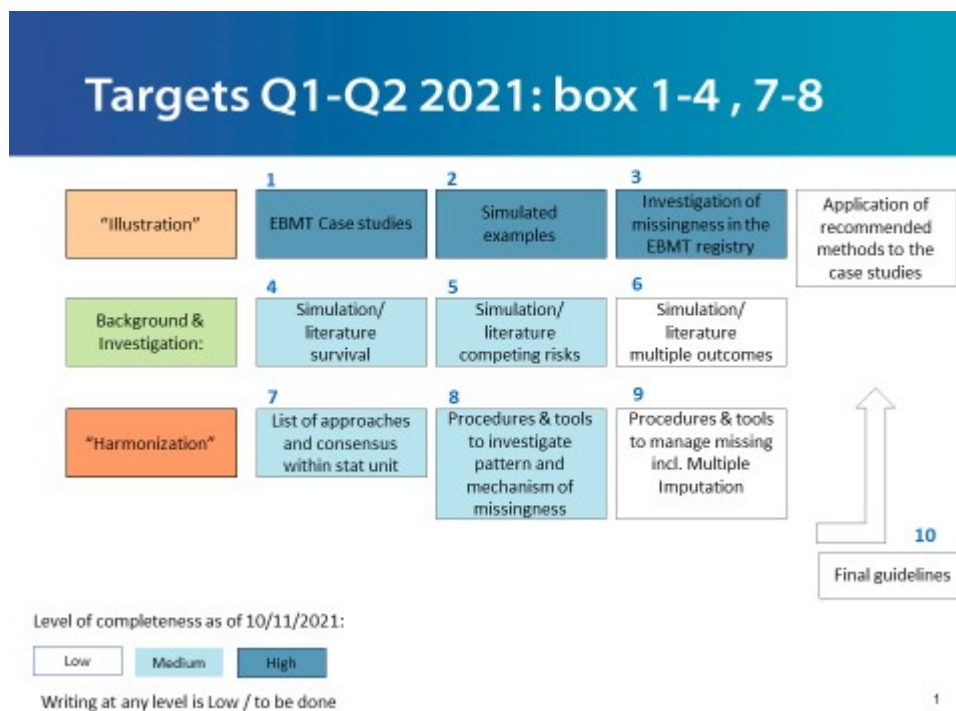 Targets Q1-Q2 2021: box 1-4 , 7-8
1
2
3
"Illustration"
EBMT Case studies
Simulated
examples
Investigation of
missingness in the
EBMT registry
Application of
recommended
methods to the
case studies
4
5
6
Background &
Investigation:
Simulation/
literature
survival
Simulation/
literature
competing risks
Simulation/
literature
multiple outcomes
7
8
9
"Harmonization"
List of approaches
and consensus
within stat unit
Procedures & tools
to investigate
pattern and
mechanism of
missingness
Procedures & tools
to manage missing
incl. Multiple
Imputation
10
Final guidelines
Level of completeness as of 10/11/2021:
Low
Medium
High
Writing at any level is Low / to be done
1